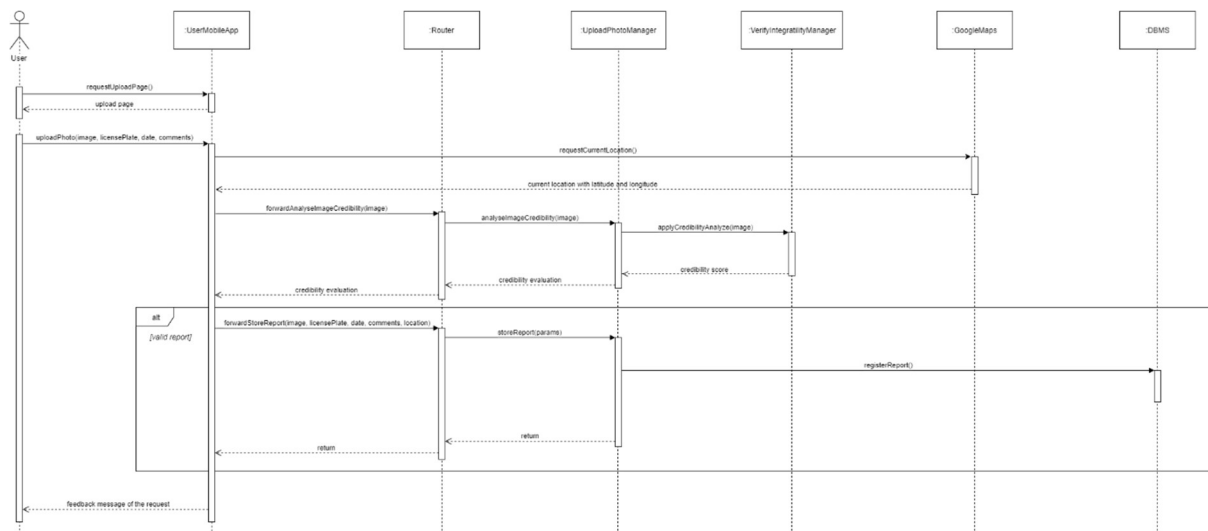 :UserMobileApp
:Router
:UploadPhotoManager
:VerifyIntegrabilityManager
:GoogleMaps
:DBMS
User
requestUploadPage()
upload page
uploadPhoto(image, licensePlate, date, comments)
requestCurrentLocation()
current location with latitude and longitude
forwardAnalyseImageCredibility(image)
analyseImageCredibility(image)
applyCredibilityAnalyze(image)
credibility score
credibility evaluation
credibility evaluation
alt
[valid report]
forwardStoreReport(image, licensePlate, date, comments, location)
storeReport(params)
registerReport()
return
return
feedback message of the request